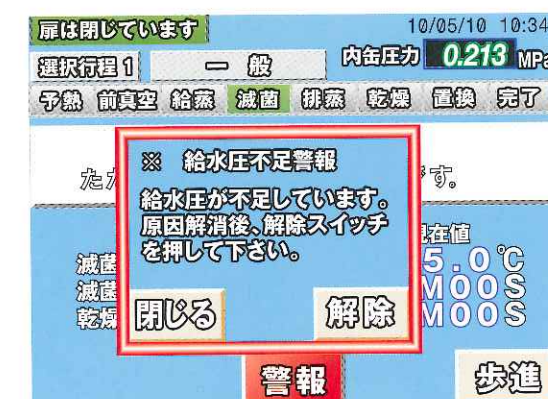 扉は閉じています 10/05/10 10:34
選択行程1 一般 内缶圧力 0.213 MPa
予熱 前真空 給蒸 滅菌 排蒸 乾燥 置換 完了
※ 給水圧不足警報
す。
給水圧が不足しています。
原因解消後、解除スイッチ
を押して下さい。
現在値
滅菌 5.0℃
滅菌 M00S
乾燥 M00S
閉じる 解除
警報 歩進